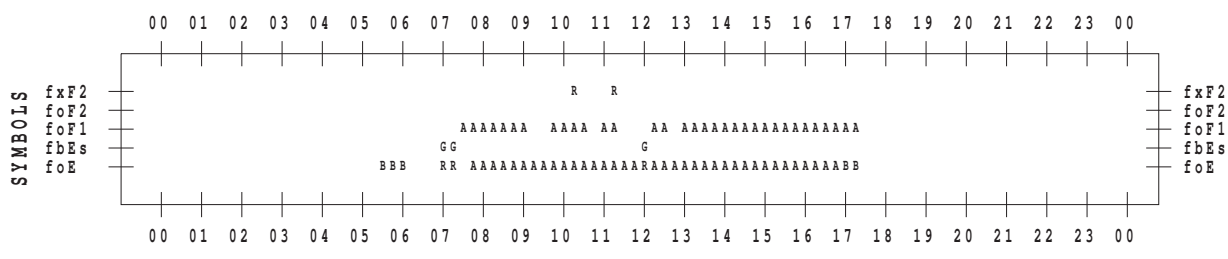 00 01 02 03 04 05 06 07 08 09 10 11 12 13 14 15 16 17 18 19 20 21 22 23 00
SYMBOLS
fxF2 R R fxF2
foF2 foF2
foF1 AAAAAAA AAAA AA AA AAAAAAAAAAAAAAAAAA foF1
fbEs GG G fbEs
foE BBB RR AAAAAAAAAAAAAAAAARAAAAAAAAAAAAAAAAAAABB foE
00 01 02 03 04 05 06 07 08 09 10 11 12 13 14 15 16 17 18 19 20 21 22 23 00